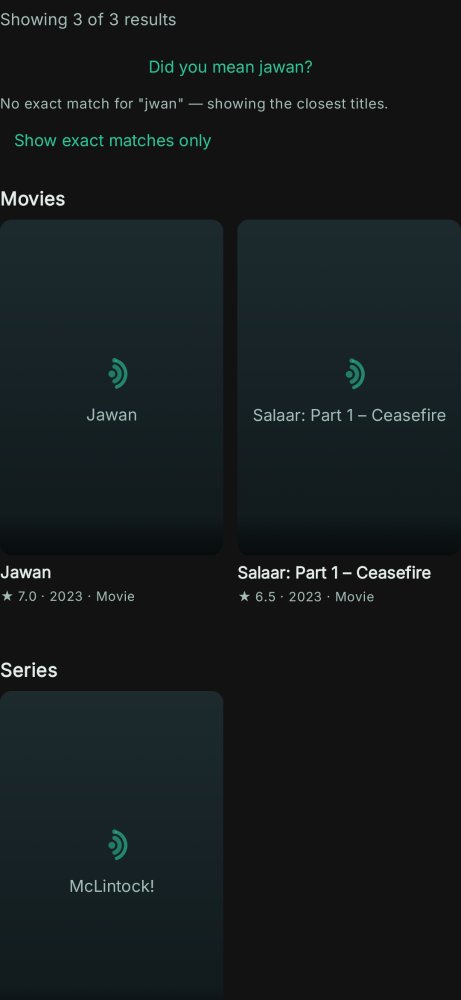 Showing 3 of 3 results
Did you mean jawan?
No exact match for "jwan" — showing the closest titles.
Show exact matches only
Movies
Jawan
Salaar: Part 1 – Ceasefire
Jawan
★ 7.0 · 2023 · Movie
Salaar: Part 1 – Ceasefire
★ 6.5 · 2023 · Movie
Series
McLintock!